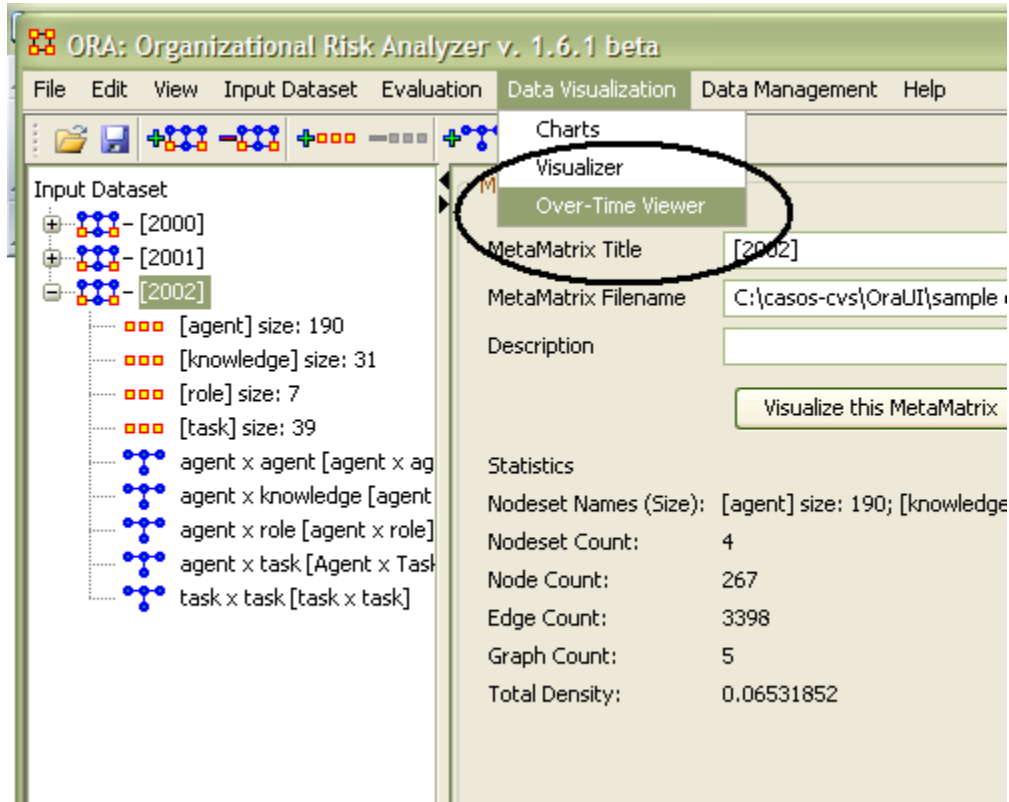 ORA: Organizational Risk Analyzer v. 1.6.1 beta
File Edit View Input Dataset Evaluation Data Visualization Data Management Help
Charts
Visualizer
Over-Time Viewer
Input Dataset
[2000]
[2001]
[2002]
[agent] size: 190
[knowledge] size: 31
[role] size: 7
[task] size: 39
agent x agent [agent x ag
agent x knowledge [agent
agent x role [agent x role]
agent x task [Agent x Task
task x task [task x task]
M
MetaMatrix Title [2002]
MetaMatrix Filename C:\casos-cvs\OraUI\sample
Description
Visualize this MetaMatrix
Statistics
Nodeset Names (Size): [agent] size: 190; [knowledge
Nodeset Count: 4
Node Count: 267
Edge Count: 3398
Graph Count: 5
Total Density: 0.06531852